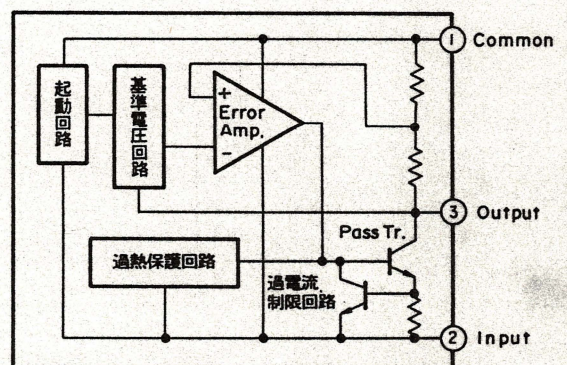 ① Common
起動回路
基準電圧回路
+
Error
Amp.
-
③ Output
Pass Tr.
過熱保護回路
過電流
制限回路
② Input